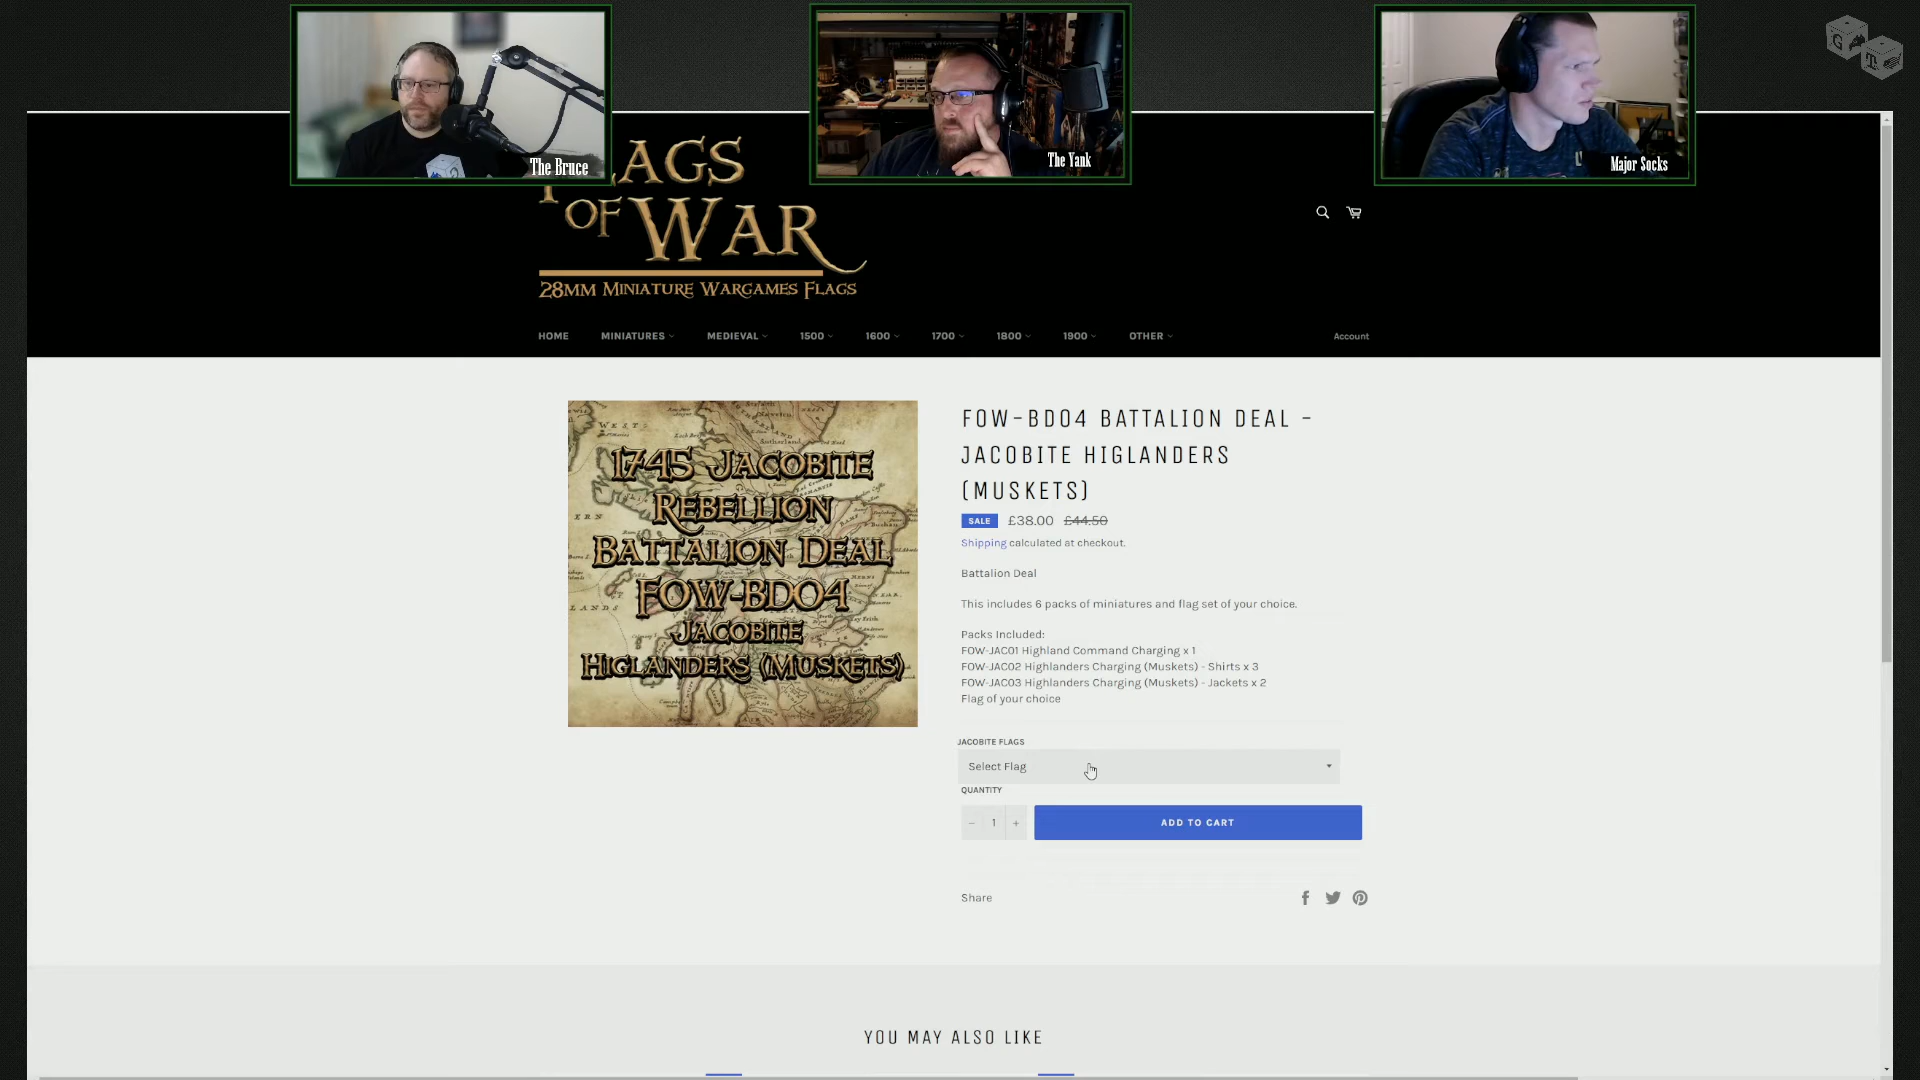 The Bruce
The Yank
Major Socks
G
T
LAGS
OF WAR
28MM MINIATURE WARGAMES FLAGS
HOME
MINIATURES
MEDIEVAL
1500
1600
1700
1800
1900
OTHER
Account
1745 JACOBITE
REBELLION
BATTALION DEAL
FOW-BD04
JACOBITE
HIGLANDERS (MUSKETS)
FOW-BD04 BATTALION DEAL -
JACOBITE HIGLANDERS
(MUSKETS)
SALE £38.00 £44.50
Shipping calculated at checkout.
Battalion Deal
This includes 6 packs of miniatures and flag set of your choice.
Packs Included:
FOW-JAC01 Highland Command Charging x 1
FOW-JAC02 Highlanders Charging (Muskets) - Shirts x 3
FOW-JAC03 Highlanders Charging (Muskets) - Jackets x 2
Flag of your choice
JACOBITE FLAGS
Select Flag
QUANTITY
− 1 +
ADD TO CART
Share
YOU MAY ALSO LIKE